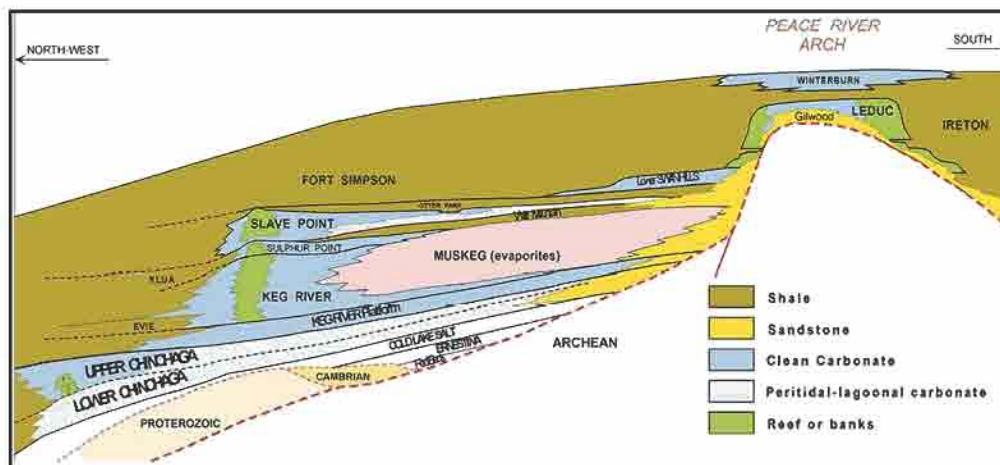 PEACE RIVER
ARCH
NORTH-WEST
SOUTH
WINTERBURN
LEDUC
Gilwood
IRETON
FORT SIMPSON
Lower SWAN HILLS
OTTER PARK
Watt Mountain
SLAVE POINT
SULPHUR POINT
MUSKEG (evaporites)
KLUA
KEG RIVER
KEG RIVER Platform
EVIE
UPPER CHINCHAGA
COLD LAKE SALT
ERNESTINA
LOWER CHINCHAGA
ARCHEAN
CAMBRIAN
PROTEROZOIC
Shale
Sandstone
Clean Carbonate
Peritidal-lagoonal carbonate
Reef or banks